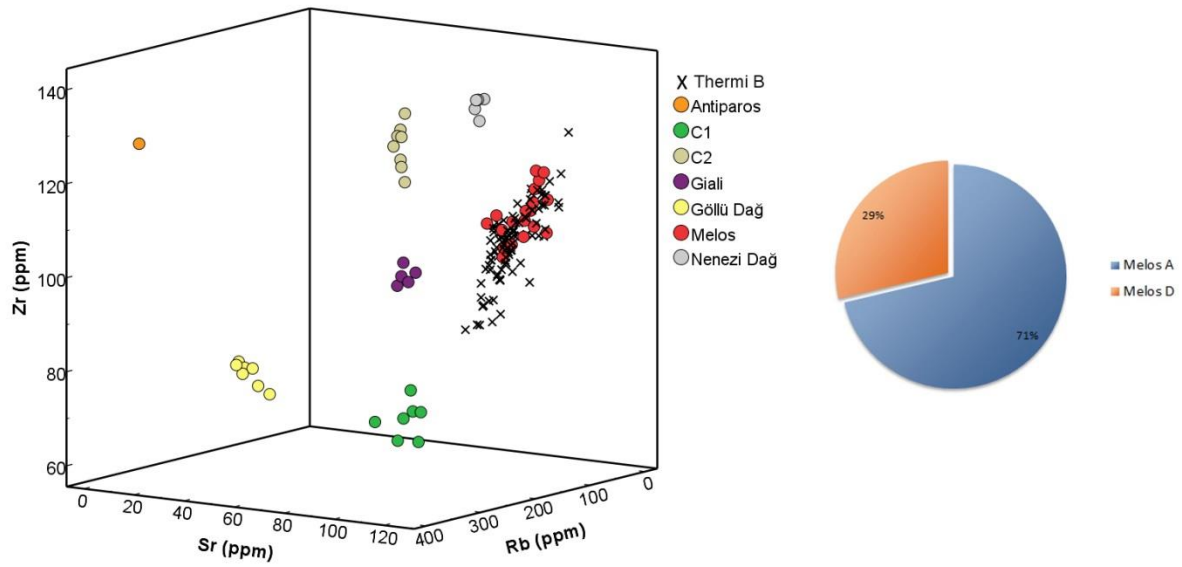 140
120
100
80
60
Zr (ppm)
0
20
40
60
80
100
120
Sr (ppm)
400
300
200
100
0
Rb (ppm)
X Thermi B
Antiparos
C1
C2
Giali
Göllü Dağ
Melos
Nenezi Dağ
29%
71%
Melos A
Melos D